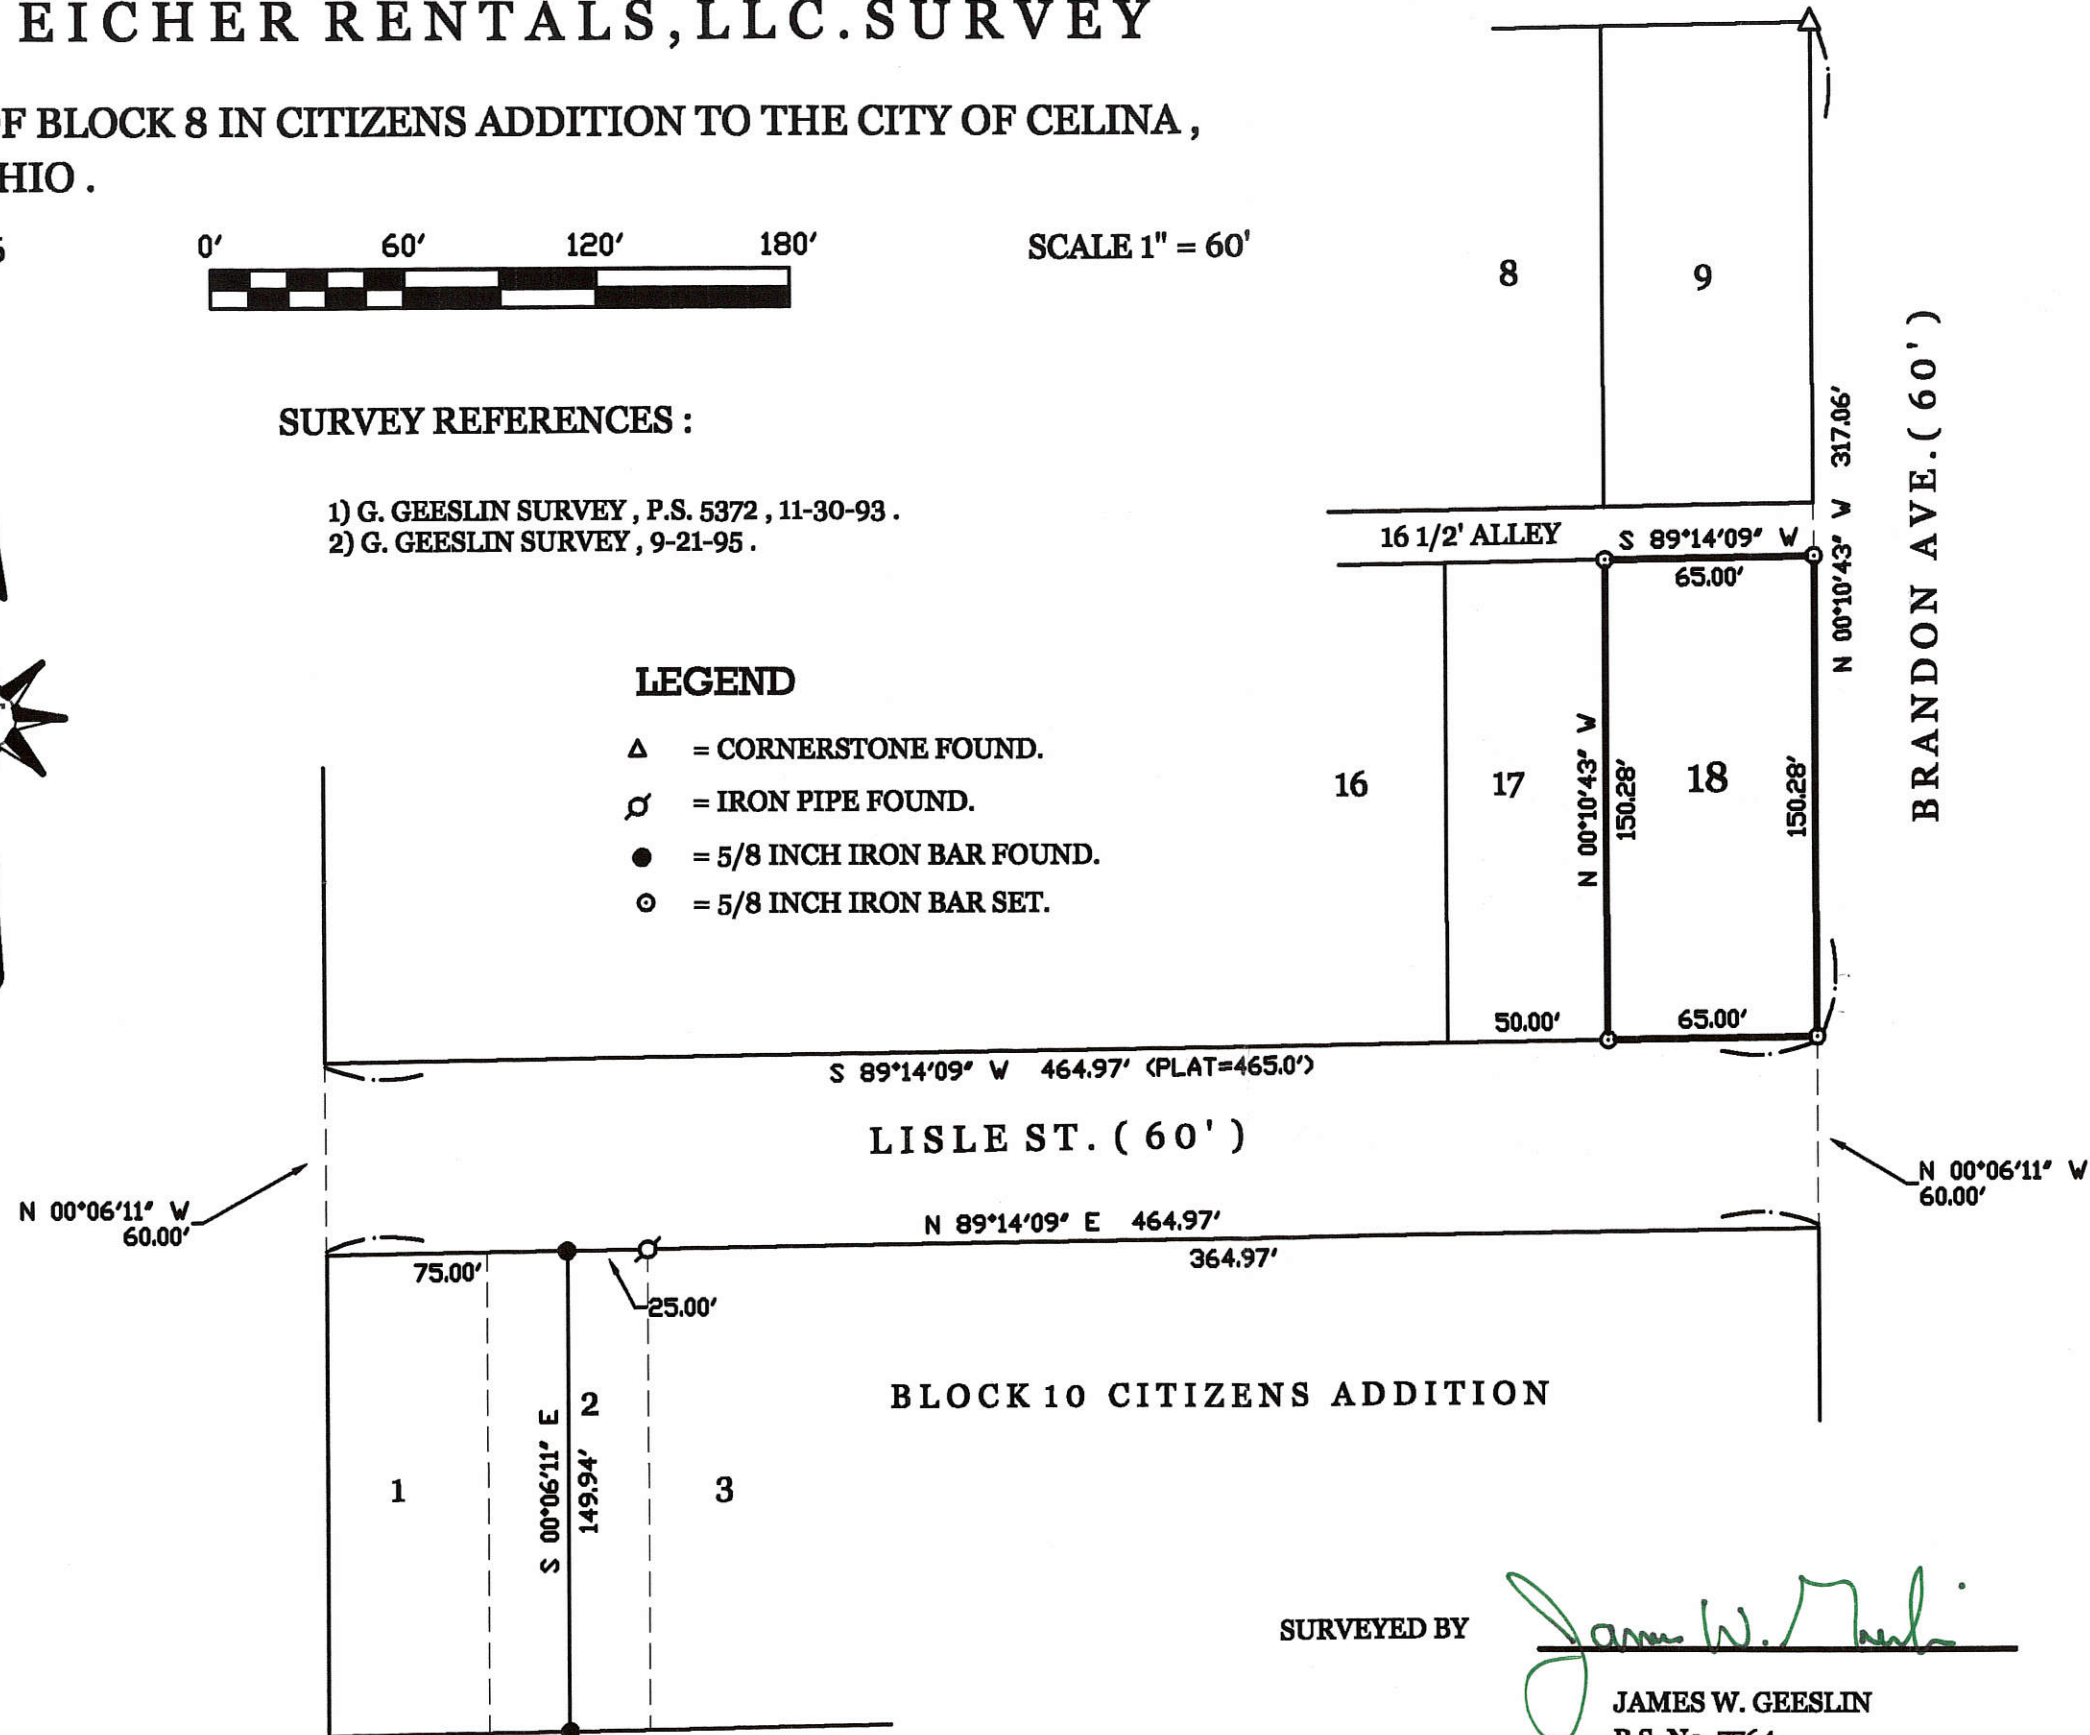 EICHER RENTALS, LLC. SURVEY
F BLOCK 8 IN CITIZENS ADDITION TO THE CITY OF CELINA ,
HIO .
0' 60' 120' 180'
SCALE 1" = 60'
8
9
SURVEY REFERENCES :
1) G. GEESLIN SURVEY , P.S. 5372 , 11-30-93 .
2) G. GEESLIN SURVEY , 9-21-95 .
N 00°10'43" W 317.06'
BRANDON AVE. ( 60' )
16 1/2' ALLEY
S 89°14'09" W
65.00'
LEGEND
= CORNERSTONE FOUND.
= IRON PIPE FOUND.
= 5/8 INCH IRON BAR FOUND.
= 5/8 INCH IRON BAR SET.
16
17
N 00°10'43" W
150.28'
18
150.28'
50.00'
65.00'
S 89°14'09" W 464.97' (PLAT=465.0')
LISLE ST. ( 60' )
N 00°06'11" W
60.00'
N 00°06'11" W
60.00'
N 89°14'09" E 464.97'
364.97'
75.00'
25.00'
BLOCK 10 CITIZENS ADDITION
1
S 00°06'11" E
2
149.94'
3
SURVEYED BY
James W. Geeslin
JAMES W. GEESLIN